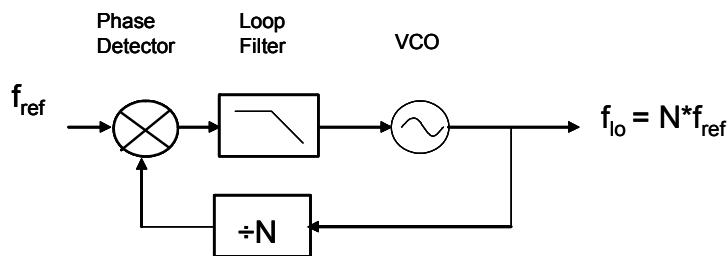 Phase
Detector
Loop
Filter
VCO
fref
flo = N*fref
÷N